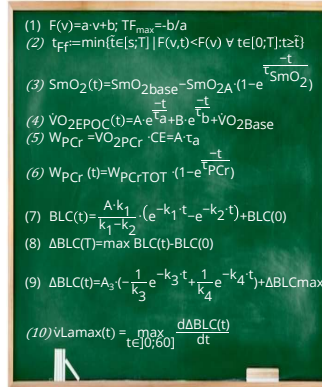 (1) F(v)=a·v+b; TFmax=-b/a
(2) tFf:=min{t̄∈[s;T]|F(v,t)<F(v) ∀ t∈[0;T]:t≥t̄}
(3) SmO2(t)=SmO2base−SmO2A·(1-e^(-t/τSmO2))
(4) V̇O2EPOC(t)=A·e^(-t/τa)+B·e^(-t/τb)+V̇O2Base
(5) WPCr =V̇O2PCr ·CE=A·τa
(6) WPCr (t)=WPCrTOT ·(1-e^(-t/τPCr))
(7) BLC(t)=A·k1/(k1−k2)·(e^(-k1·t)-e^(-k2·t))+BLC(0)
(8) ΔBLC(T)=max BLC(t)-BLC(0)
(9) ΔBLC(t)=A3·(-1/k3 e^(-k3·t)+1/k4 e^(-k4·t))+ΔBLCmax
(10) v̇Lamax(t) = max t∈]0;60] dΔBLC(t)/dt